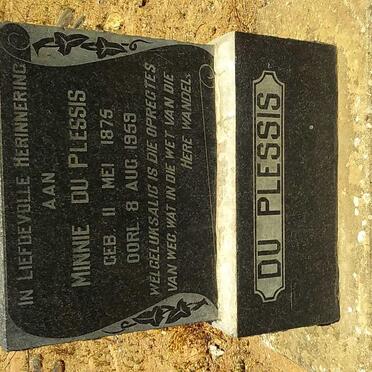 IN LIEFDEVOLLE HERINNERING
AAN
MINNIE DU PLESSIS
GEB. 11 MEI 1875
OORL. 8 AUG. 1959
WELGELUKSALIG IS DIE OPREGTES
VAN WEG, WAT IN DIE WET VAN DIE
HERE WANDEL.
DU PLESSIS